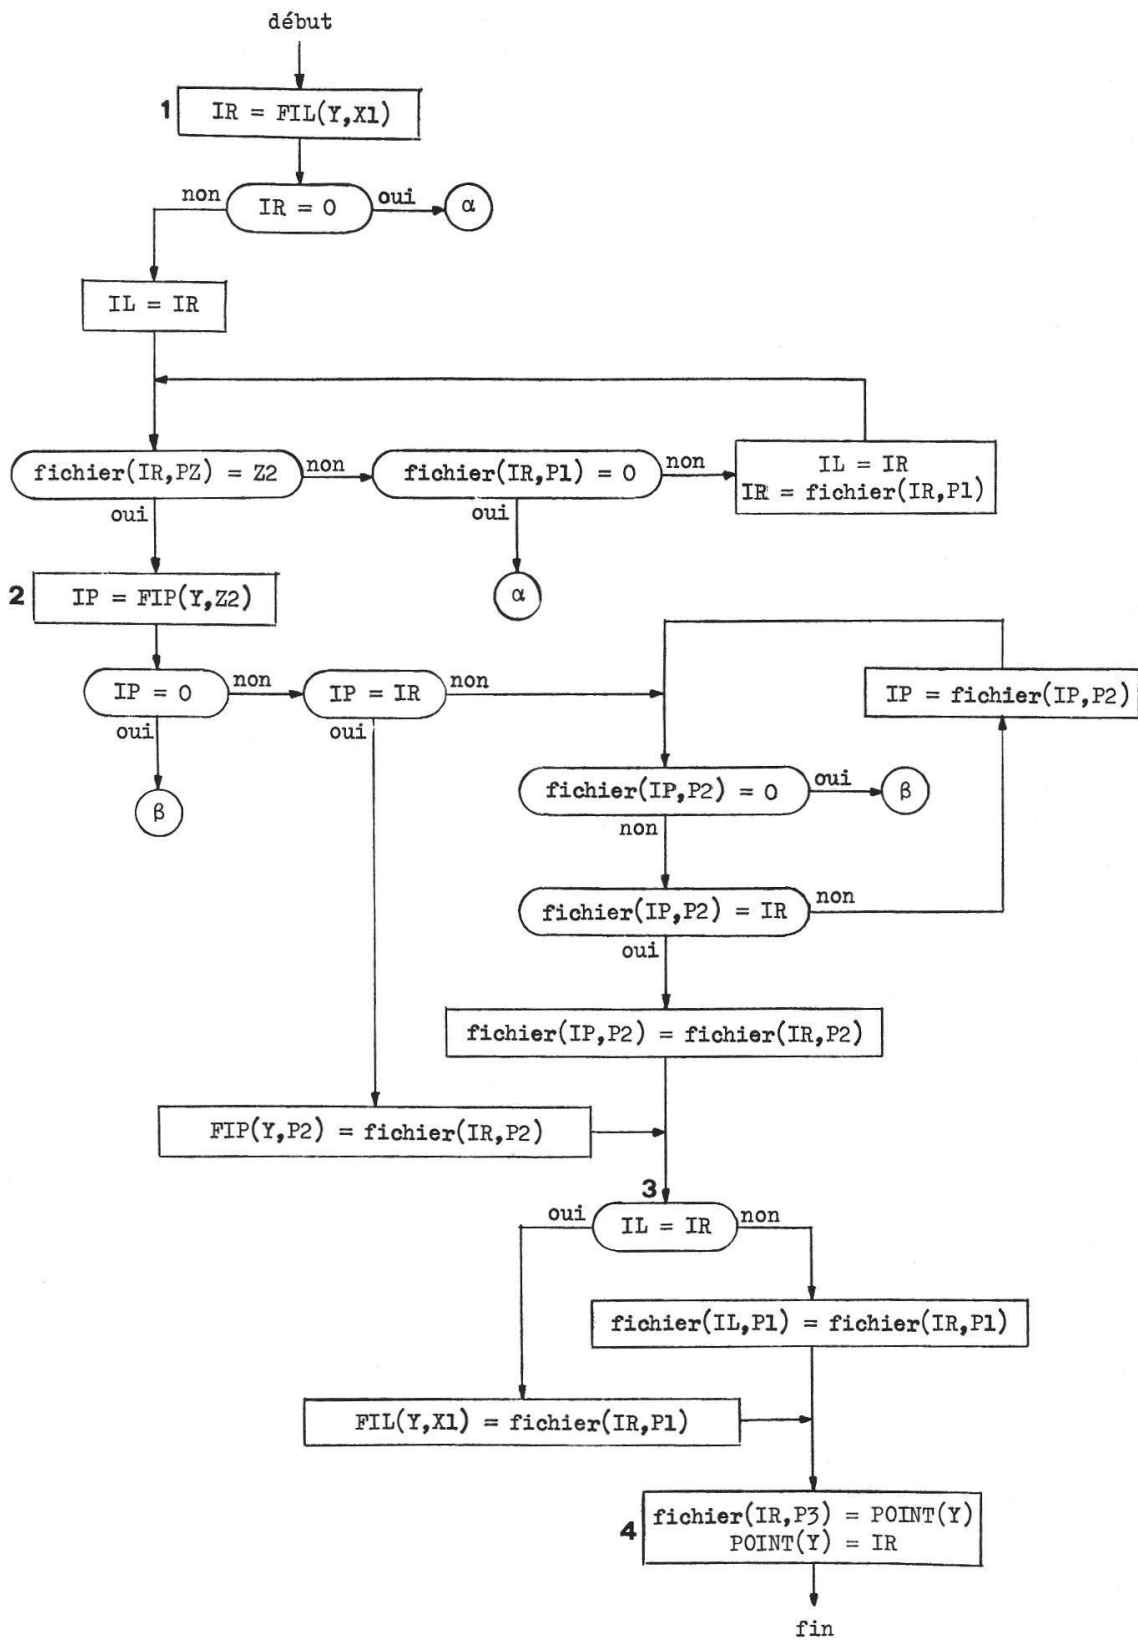 début
1
IR = FIL(Y,X1)
non
IR = 0
oui
α
IL = IR
fichier(IR,PZ) = Z2
non
fichier(IR,P1) = 0
non
IL = IR
IR = fichier(IR,P1)
oui
oui
α
2
IP = FIP(Y,Z2)
IP = 0
non
IP = IR
non
IP = fichier(IP,P2)
oui
oui
β
fichier(IP,P2) = 0
oui
β
non
fichier(IP,P2) = IR
non
oui
fichier(IP,P2) = fichier(IR,P2)
FIP(Y,P2) = fichier(IR,P2)
3
oui
IL = IR
non
fichier(IL,P1) = fichier(IR,P1)
FIL(Y,X1) = fichier(IR,P1)
4
fichier(IR,P3) = POINT(Y)
POINT(Y) = IR
fin